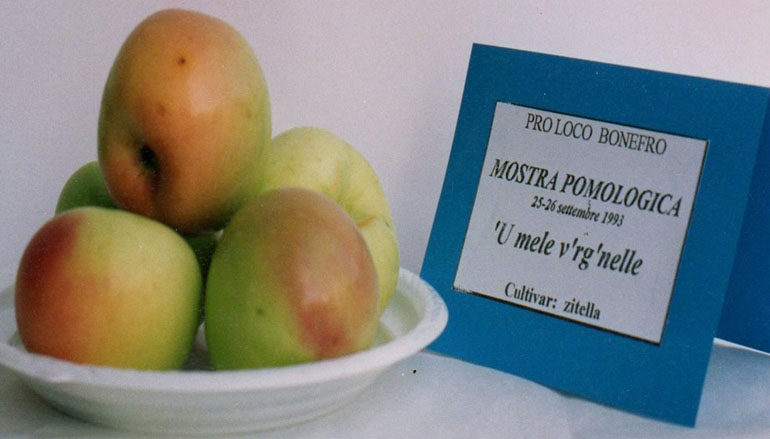 PRO LOCO BONEFRO
MOSTRA POMOLOGICA
25-26 settembre 1993
'U mele v'rg'nelle
Cultivar: zitella